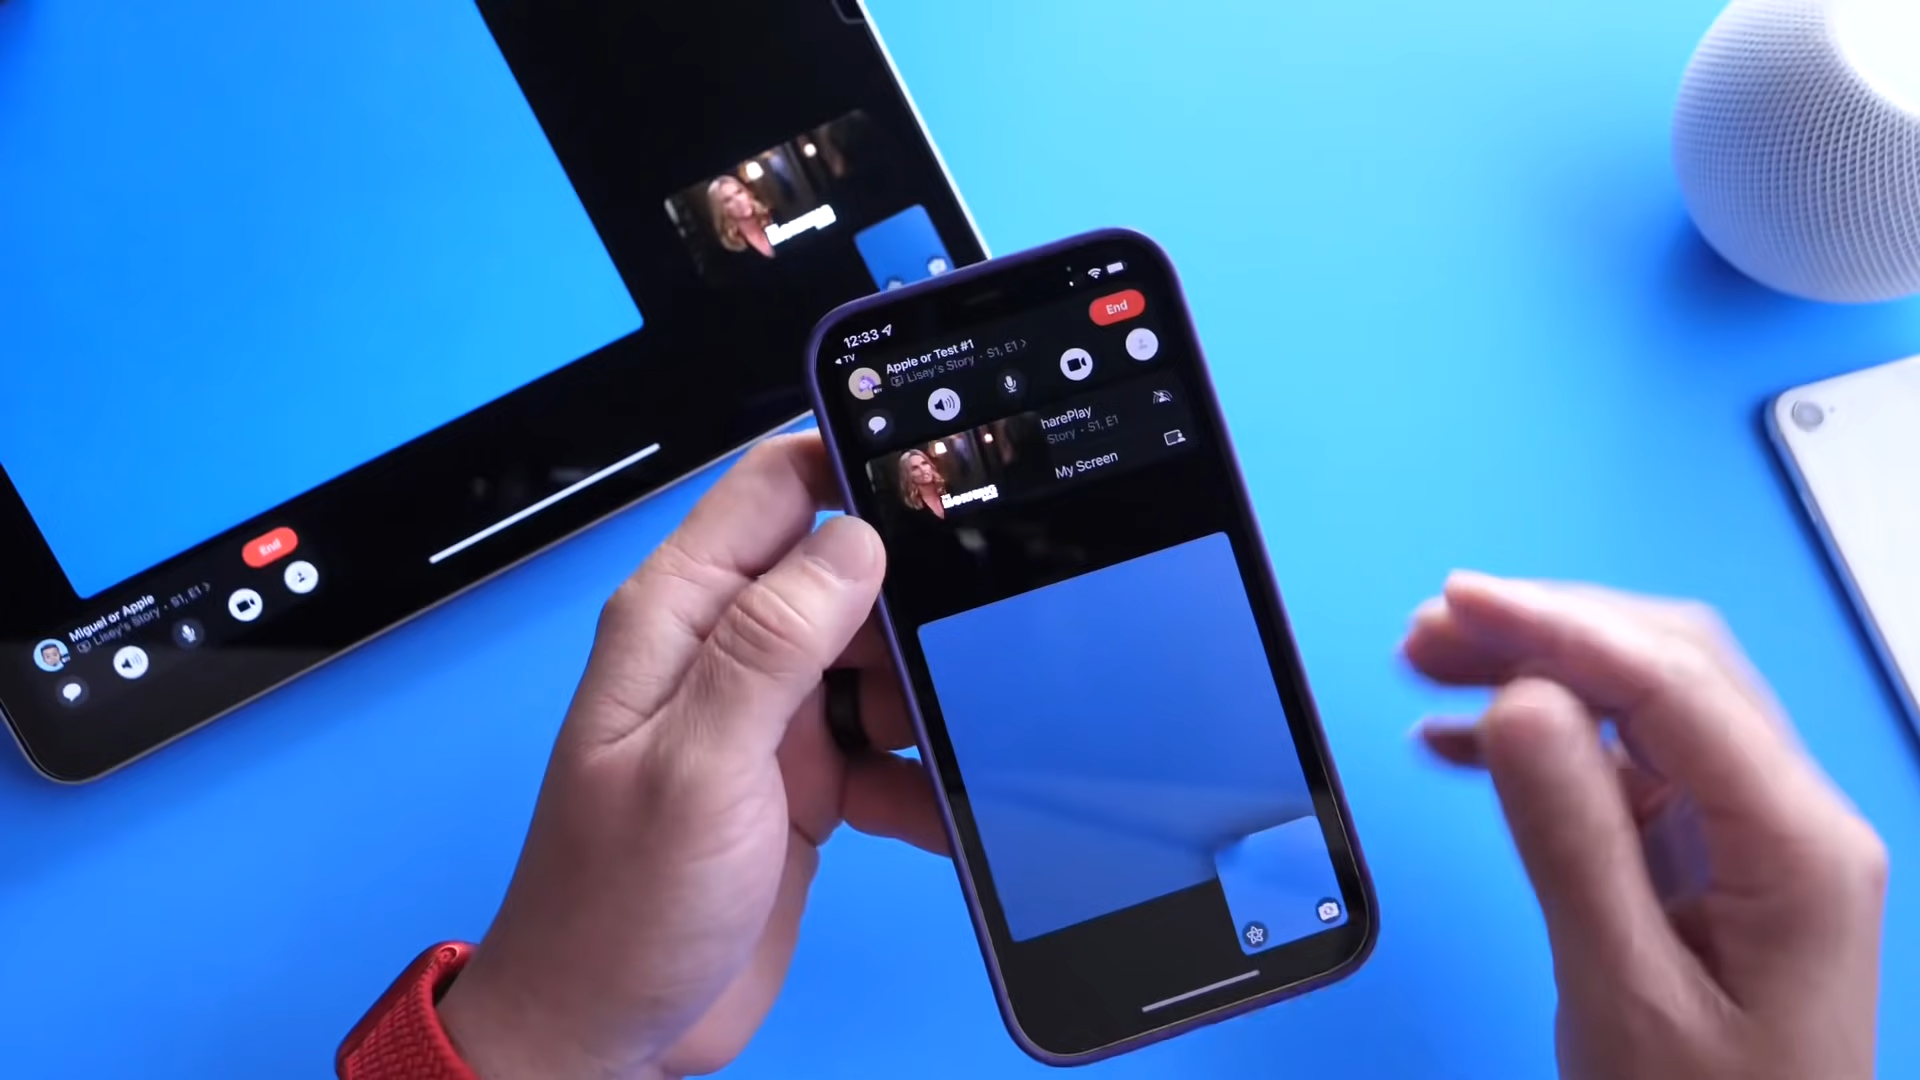 12:33
TV
End
Apple or Test #1
Lisey's Story · S1, E1 >
harePlay
Story · S1, E1
My Screen
End
Miguel or Apple
Lisey's Story · S1, E1 >